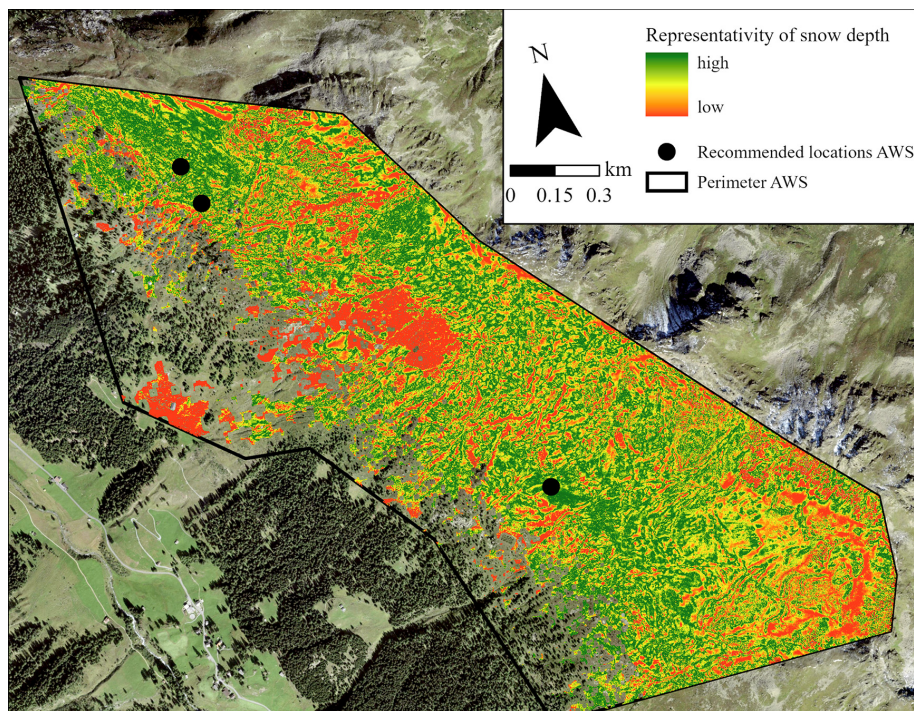 Representativity of snow depth
high
low
N
km
0 0.15 0.3
Recommended locations AWS
Perimeter AWS